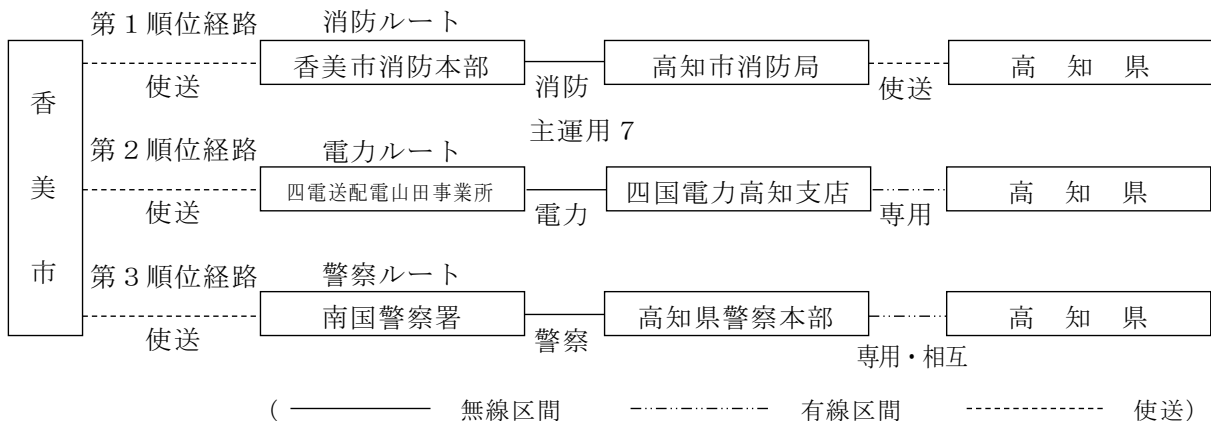 第１順位経路 消防ルート
香美市
使送 香美市消防本部 消防 高知市消防局 使送 高知県
主運用７
第２順位経路 電力ルート
使送 四電送配電山田事業所 電力 四国電力高知支店 専用 高知県
第３順位経路 警察ルート
使送 南国警察署 警察 高知県警察本部 専用・相互 高知県
( 無線区間 有線区間 使送)